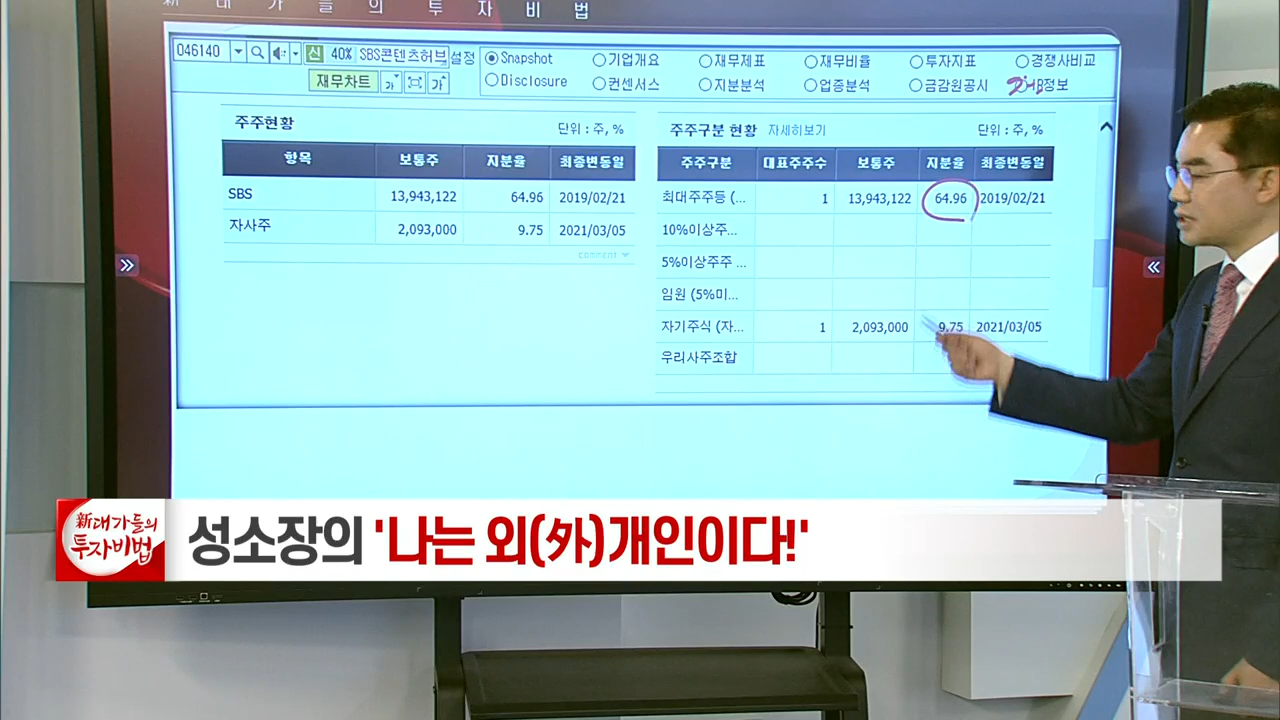 新 대 가 들 의 투 자 비 법
046140 신 40% SBS콘텐츠허브 설정
재무차트 가 가
Snapshot 기업개요 재무제표 재무비율 투자지표 경쟁사비교
Disclosure 컨센서스 지분분석 업종분석 금감원공시 IR정보
주주현황 단위 : 주, %
항목 보통주 지분율 최종변동일
SBS 13,943,122 64.96 2019/02/21
자사주 2,093,000 9.75 2021/03/05
comment
주주구분 현황 자세히보기 단위 : 주, %
주주구분 대표주주수 보통주 지분율 최종변동일
최대주주등 (... 1 13,943,122 64.96 2019/02/21
10%이상주...
5%이상주주 ...
임원 (5%미...
자기주식 (자... 1 2,093,000 9.75 2021/03/05
우리사주조합
新대가들의
투자비법
성소장의 '나는 외(外)개인이다!'